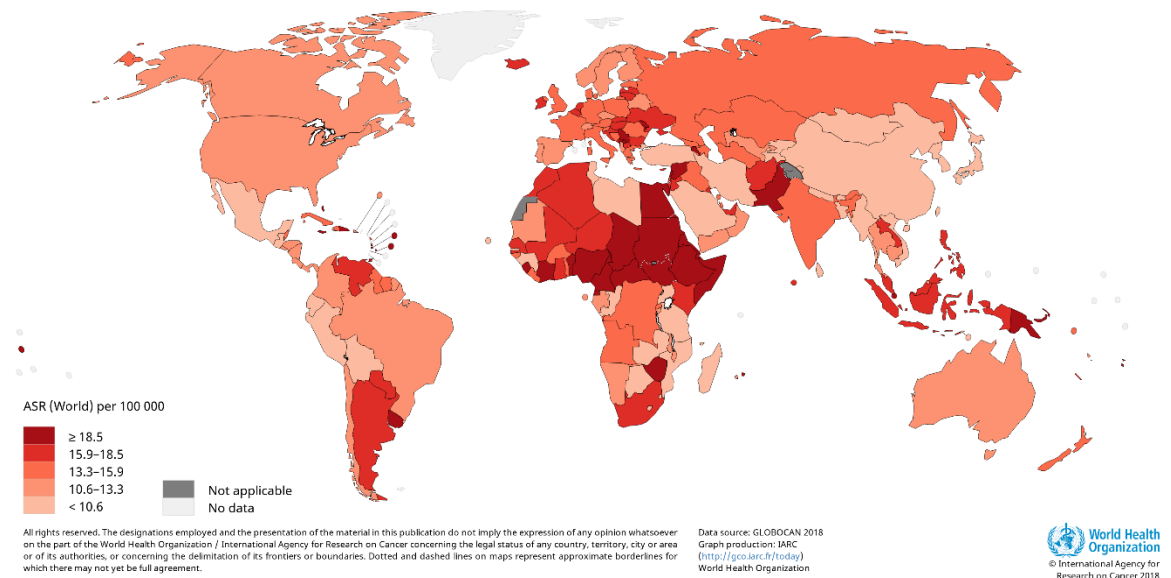 ASR (World) per 100 000
≥ 18.5
15.9–18.5
13.3–15.9
10.6–13.3
< 10.6
Not applicable
No data
All rights reserved. The designations employed and the presentation of the material in this publication do not imply the expression of any opinion whatsoever
on the part of the World Health Organization / International Agency for Research on Cancer concerning the legal status of any country, territory, city or area
or of its authorities, or concerning the delimitation of its frontiers or boundaries. Dotted and dashed lines on maps represent approximate borderlines for
which there may not yet be full agreement.
Data source: GLOBOCAN 2018
Graph production: IARC
(http://gco.iarc.fr/today)
World Health Organization
World Health
Organization
© International Agency for
Research on Cancer 2018